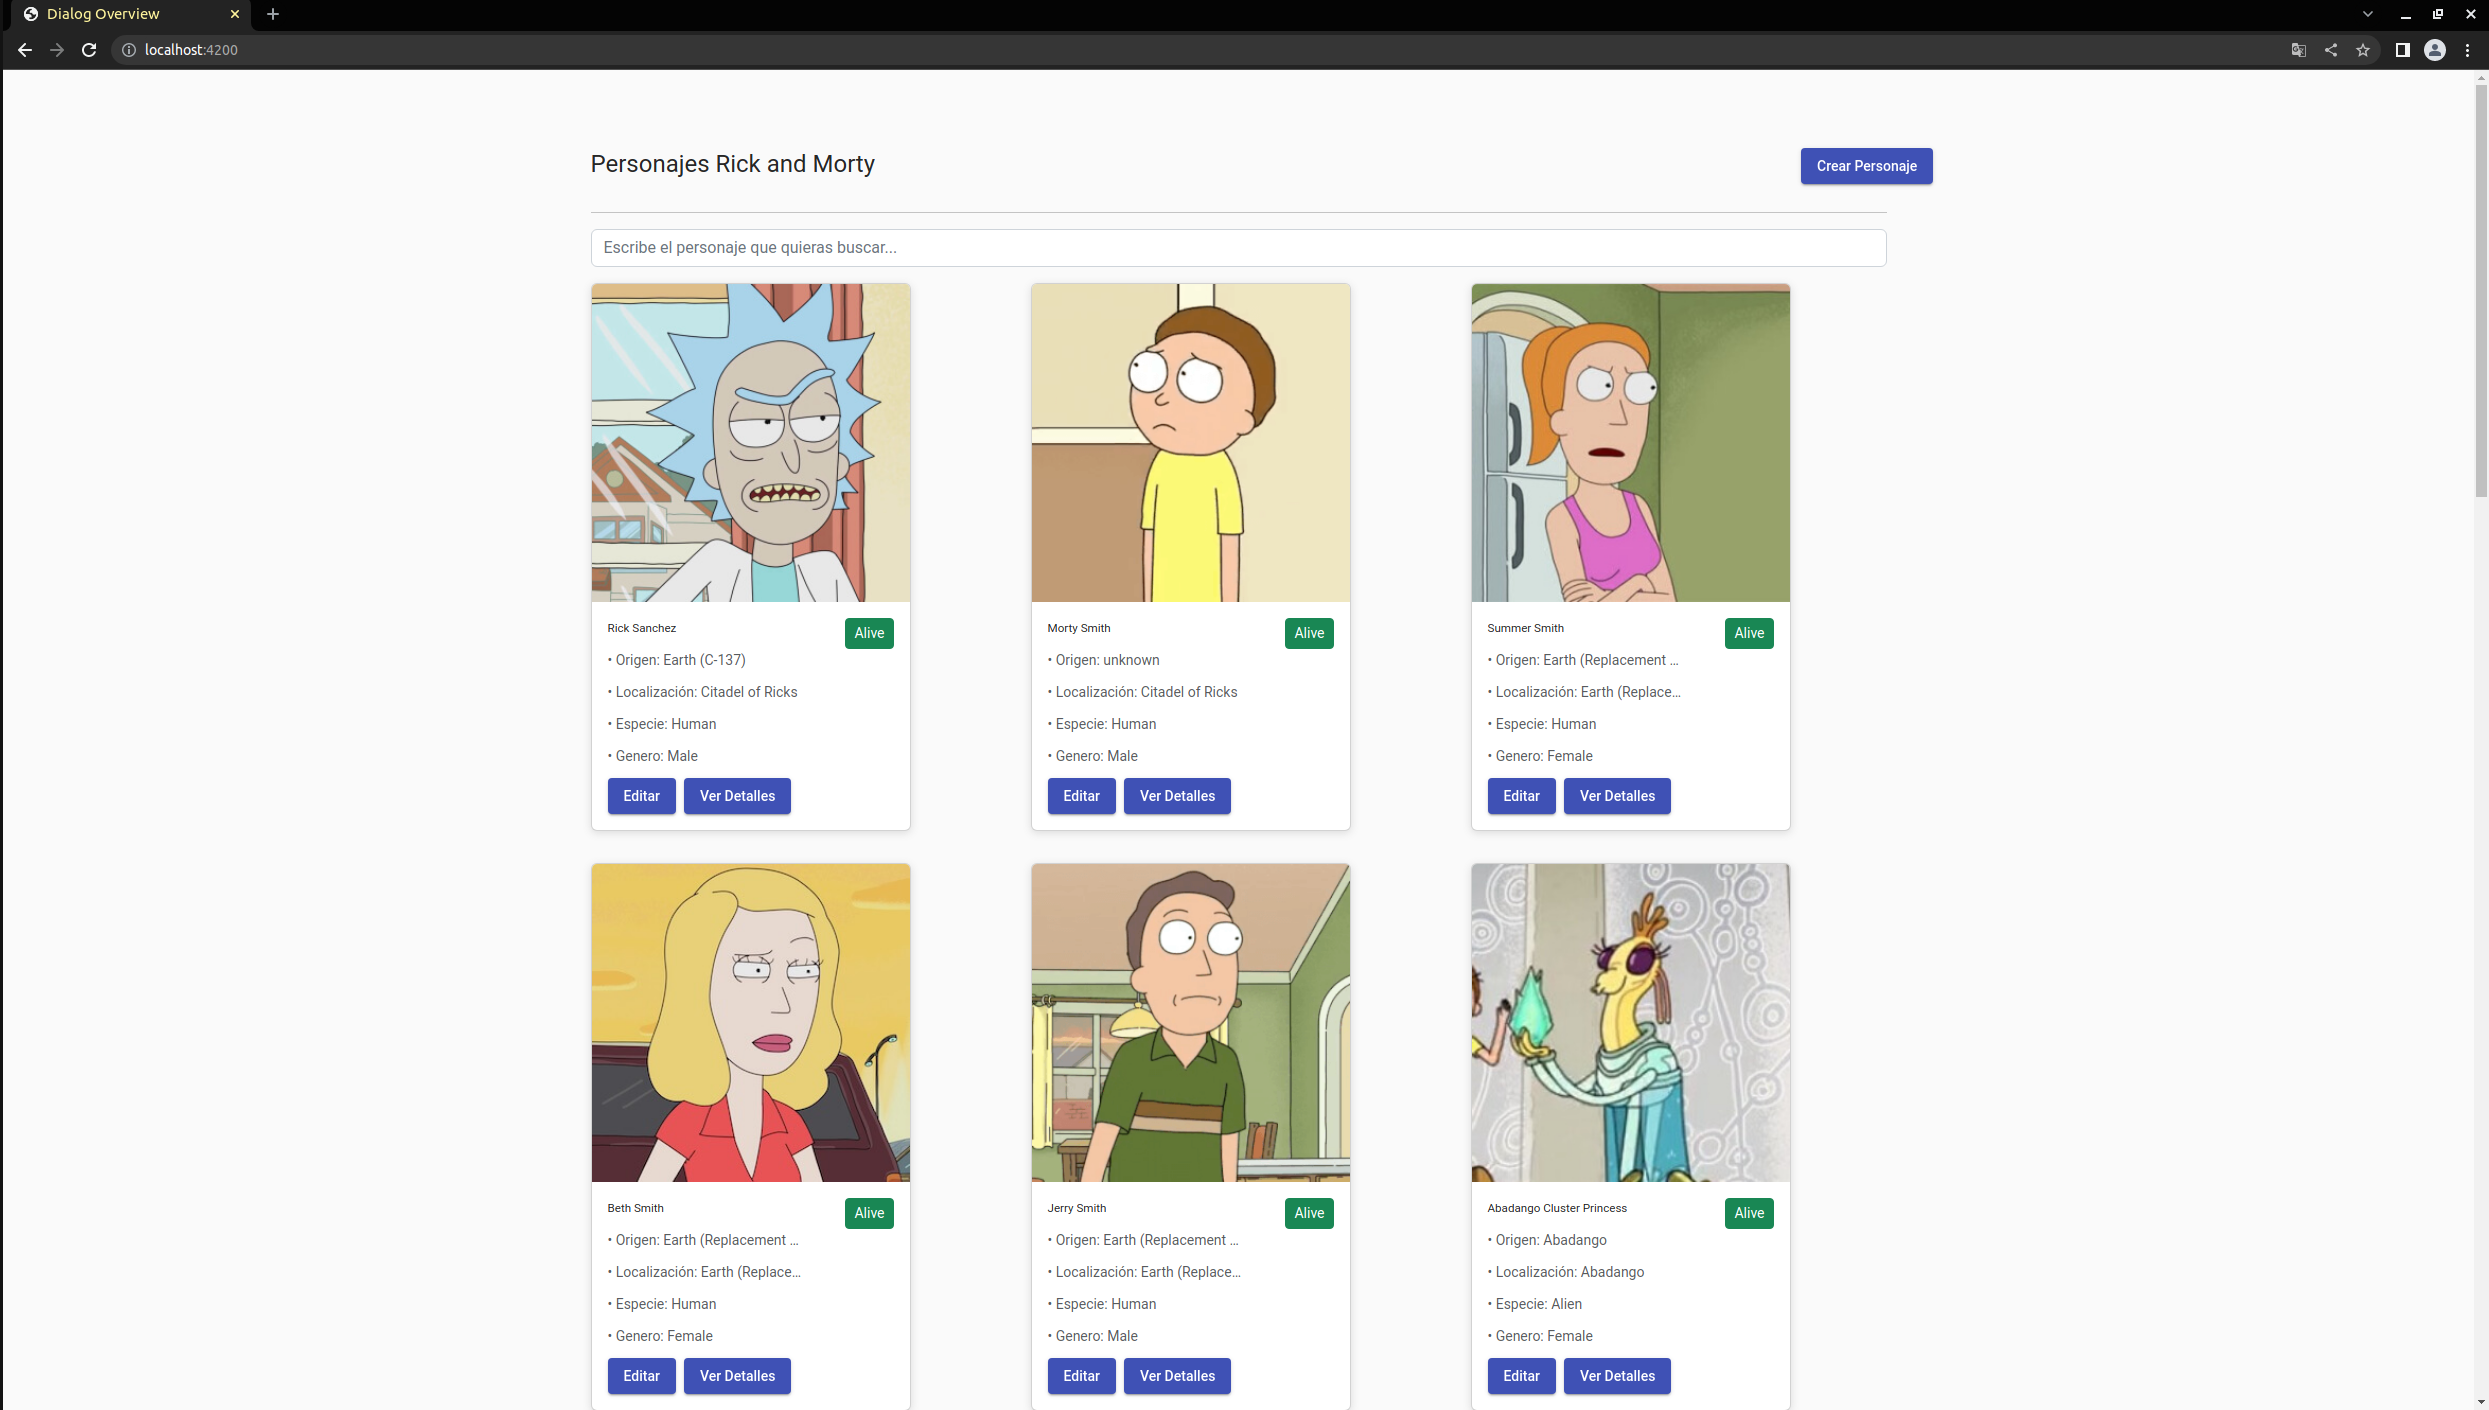 Dialog Overview
localhost:4200
Personajes Rick and Morty
Crear Personaje
Escribe el personaje que quieras buscar...
Rick Sanchez
Alive
• Origen: Earth (C-137)
• Localización: Citadel of Ricks
• Especie: Human
• Genero: Male
Editar
Ver Detalles
Morty Smith
Alive
• Origen: unknown
• Localización: Citadel of Ricks
• Especie: Human
• Genero: Male
Editar
Ver Detalles
Summer Smith
Alive
• Origen: Earth (Replacement ...
• Localización: Earth (Replace...
• Especie: Human
• Genero: Female
Editar
Ver Detalles
Beth Smith
Alive
• Origen: Earth (Replacement ...
• Localización: Earth (Replace...
• Especie: Human
• Genero: Female
Editar
Ver Detalles
Jerry Smith
Alive
• Origen: Earth (Replacement ...
• Localización: Earth (Replace...
• Especie: Human
• Genero: Male
Editar
Ver Detalles
Abadango Cluster Princess
Alive
• Origen: Abadango
• Localización: Abadango
• Especie: Alien
• Genero: Female
Editar
Ver Detalles